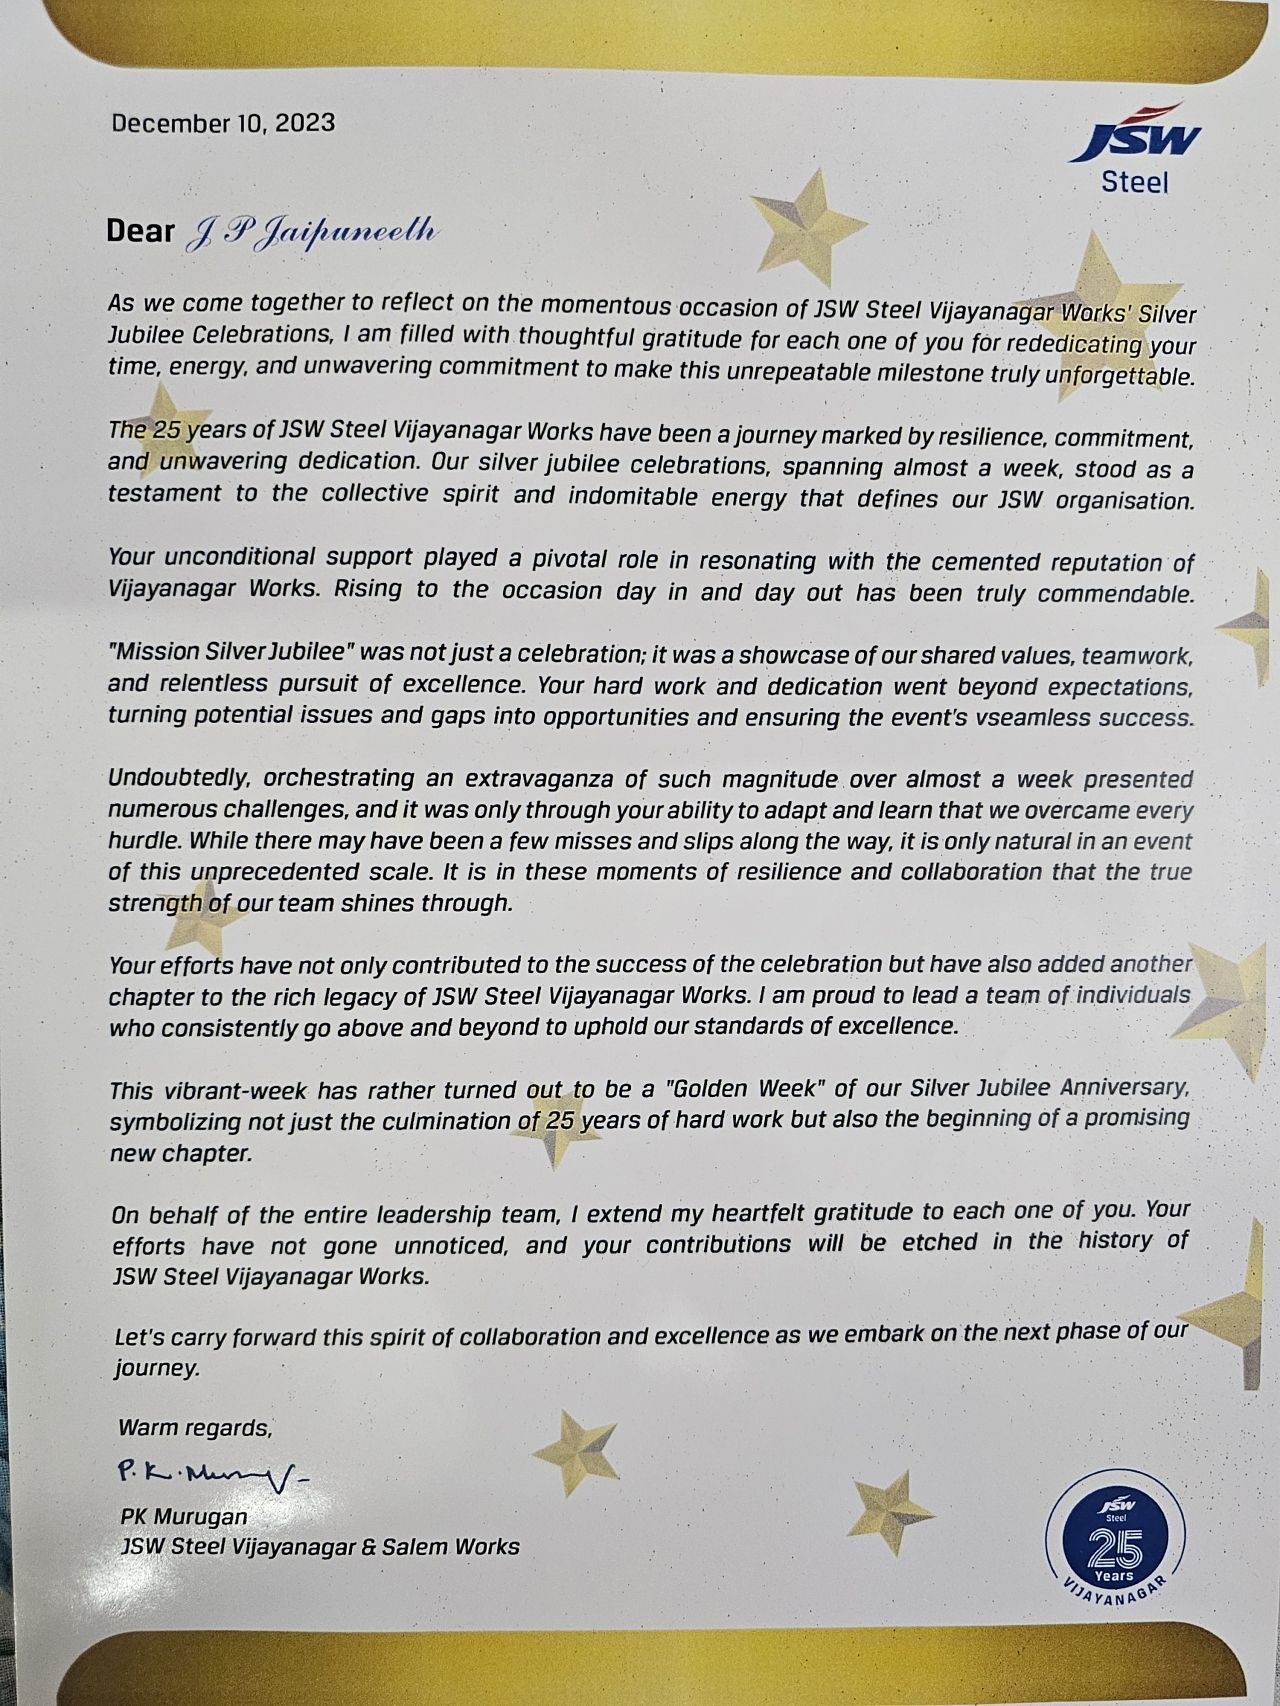 December 10, 2023
JSW
Steel
Dear J P Jaipuneeth
As we come together to reflect on the momentous occasion of JSW Steel Vijayanagar Works' Silver
Jubilee Celebrations, I am filled with thoughtful gratitude for each one of you for rededicating your
time, energy, and unwavering commitment to make this unrepeatable milestone truly unforgettable.
The 25 years of JSW Steel Vijayanagar Works have been a journey marked by resilience, commitment,
and unwavering dedication. Our silver jubilee celebrations, spanning almost a week, stood as a
testament to the collective spirit and indomitable energy that defines our JSW organisation.
Your unconditional support played a pivotal role in resonating with the cemented reputation of
Vijayanagar Works. Rising to the occasion day in and day out has been truly commendable.
"Mission Silver Jubilee" was not just a celebration; it was a showcase of our shared values, teamwork,
and relentless pursuit of excellence. Your hard work and dedication went beyond expectations,
turning potential issues and gaps into opportunities and ensuring the event's vseamless success.
Undoubtedly, orchestrating an extravaganza of such magnitude over almost a week presented
numerous challenges, and it was only through your ability to adapt and learn that we overcame every
hurdle. While there may have been a few misses and slips along the way, it is only natural in an event
of this unprecedented scale. It is in these moments of resilience and collaboration that the true
strength of our team shines through.
Your efforts have not only contributed to the success of the celebration but have also added another
chapter to the rich legacy of JSW Steel Vijayanagar Works. I am proud to lead a team of individuals
who consistently go above and beyond to uphold our standards of excellence.
This vibrant-week has rather turned out to be a "Golden Week" of our Silver Jubilee Anniversary,
symbolizing not just the culmination of 25 years of hard work but also the beginning of a promising
new chapter.
On behalf of the entire leadership team, I extend my heartfelt gratitude to each one of you. Your
efforts have not gone unnoticed, and your contributions will be etched in the history of
JSW Steel Vijayanagar Works.
Let's carry forward this spirit of collaboration and excellence as we embark on the next phase of our
journey.
Warm regards,
P. K. Murugan
PK Murugan
JSW Steel Vijayanagar & Salem Works
JSW
Steel
25
Years
VIJAYANAGAR